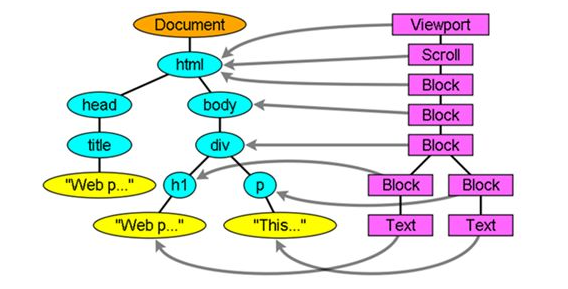 Document
Viewport
html
Scroll
Block
head
body
Block
title
div
Block
"Web p..."
h1
p
Block
Block
"Web p..."
"This..."
Text
Text